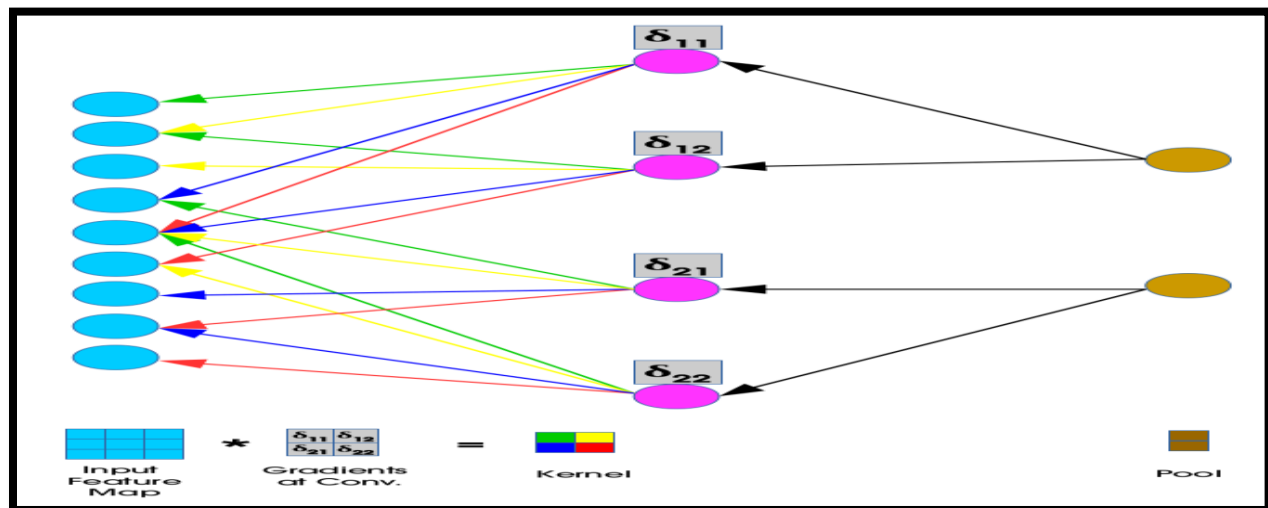 δ₁₁
δ₁₂
δ₂₁
δ₂₂
δ₁₁ δ₁₂
δ₂₁ δ₂₂
* =
Input
Feature
Map
Gradients
at Conv.
Kernel
Pool